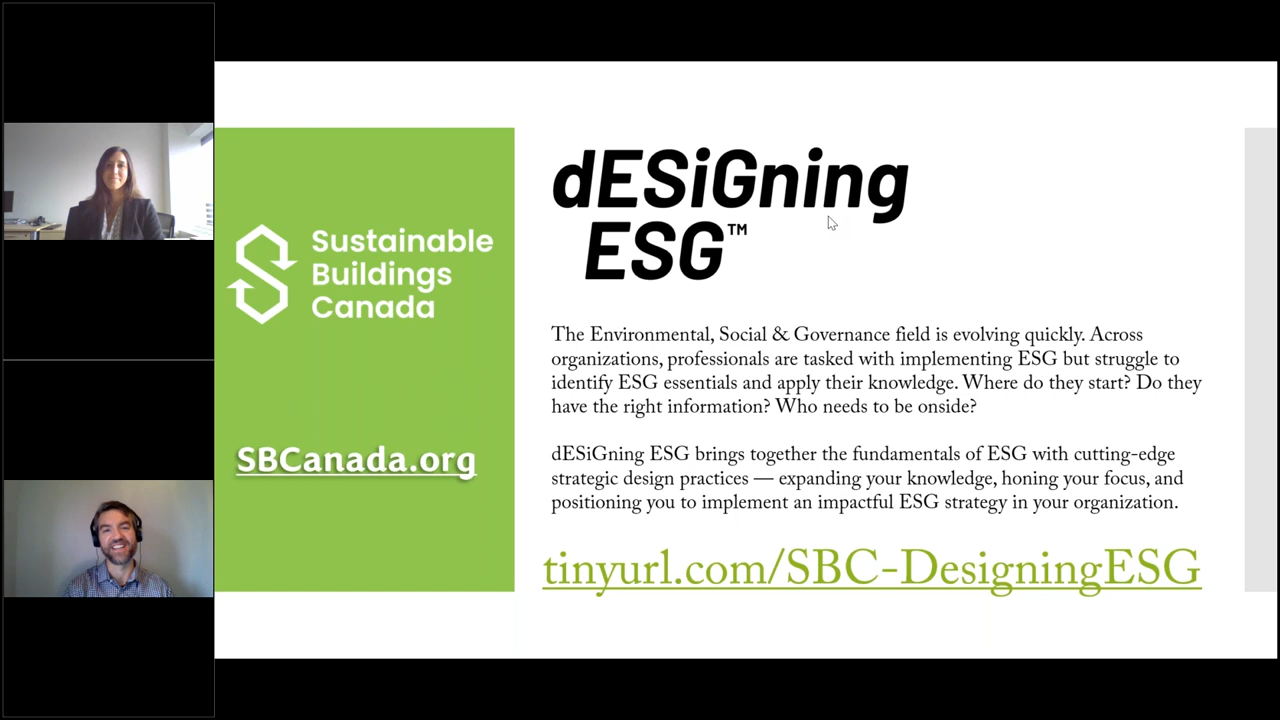 Sustainable
Buildings
Canada
SBCanada.org
dESiGning
ESG™
The Environmental, Social & Governance field is evolving quickly. Across
organizations, professionals are tasked with implementing ESG but struggle to
identify ESG essentials and apply their knowledge. Where do they start? Do they
have the right information? Who needs to be onside?
dESiGning ESG brings together the fundamentals of ESG with cutting-edge
strategic design practices — expanding your knowledge, honing your focus, and
positioning you to implement an impactful ESG strategy in your organization.
tinyurl.com/SBC-DesigningESG